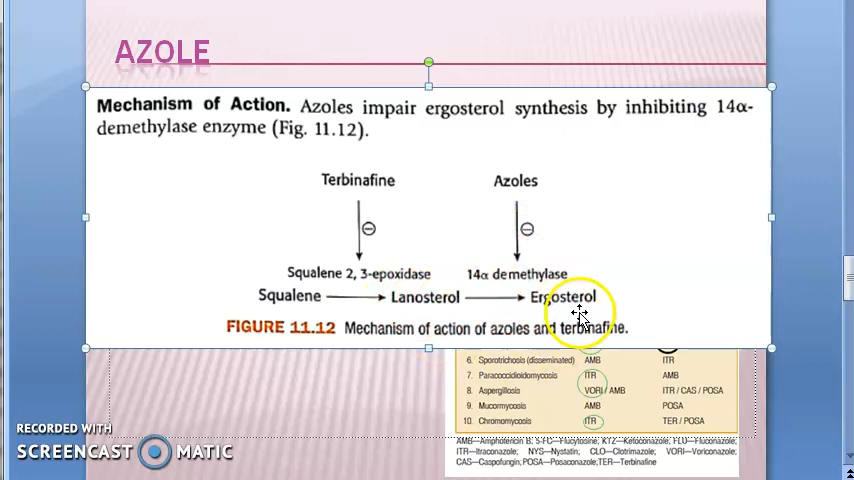 AZOLE
Mechanism of Action. Azoles impair ergosterol synthesis by inhibiting 14α-
demethylase enzyme (Fig. 11.12).
Terbinafine Azoles
⊖ ⊖
Squalene 2, 3-epoxidase 14α demethylase
Squalene Lanosterol Ergosterol
FIGURE 11.12 Mechanism of action of azoles and terbinafine.
6. Sporotrichosis (disseminated) AMB ITR
7. Paracoccidioidomycosis ITR AMB
8. Aspergillosis VORI / AMB ITR / CAS / POSA
9. Mucormycosis AMB POSA
10. Chromomycosis ITR TER / POSA
AMB—Amphotericin B; 5-FC—Flucytosine; KTZ—Ketoconazole, FLU—Fluconazole;
ITR—Itraconazole, NYS—Nystatin; CLO—Clotrimazole; VORI—Voriconazole;
CAS—Caspofungin; POSA—Posaconazole,TER—Terbinafine
RECORDED WITH
SCREENCAST MATIC